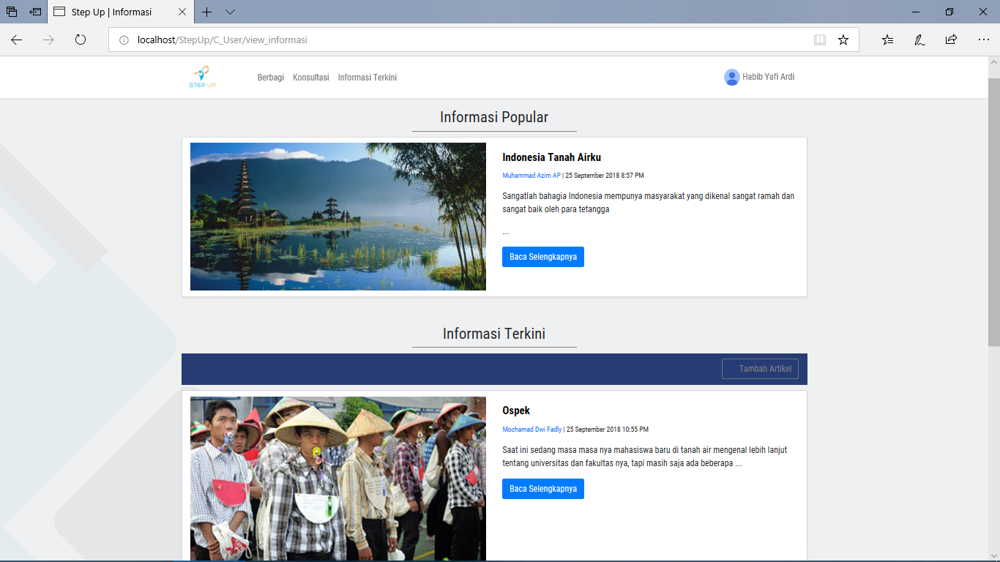 Step Up | Informasi
localhost/StepUp/C_User/view_informasi
STEP UP
Berbagi Konsultasi Informasi Terkini
Habib Yafi Ardi
Informasi Popular
Indonesia Tanah Airku
Muhammad Azim AP | 25 September 2018 8:57 PM
Sangatlah bahagia Indonesia mempunya masyarakat yang dikenal sangat ramah dan
sangat baik oleh para tetangga
...
Baca Selengkapnya
Informasi Terkini
Tambah Artikel
Ospek
Mochamad Dwi Fadly | 25 September 2018 10:55 PM
Saat ini sedang masa masa nya mahasiswa baru di tanah air mengenal lebih lanjut
tentang universitas dan fakultas nya, tapi masih saja ada beberapa ...
Baca Selengkapnya